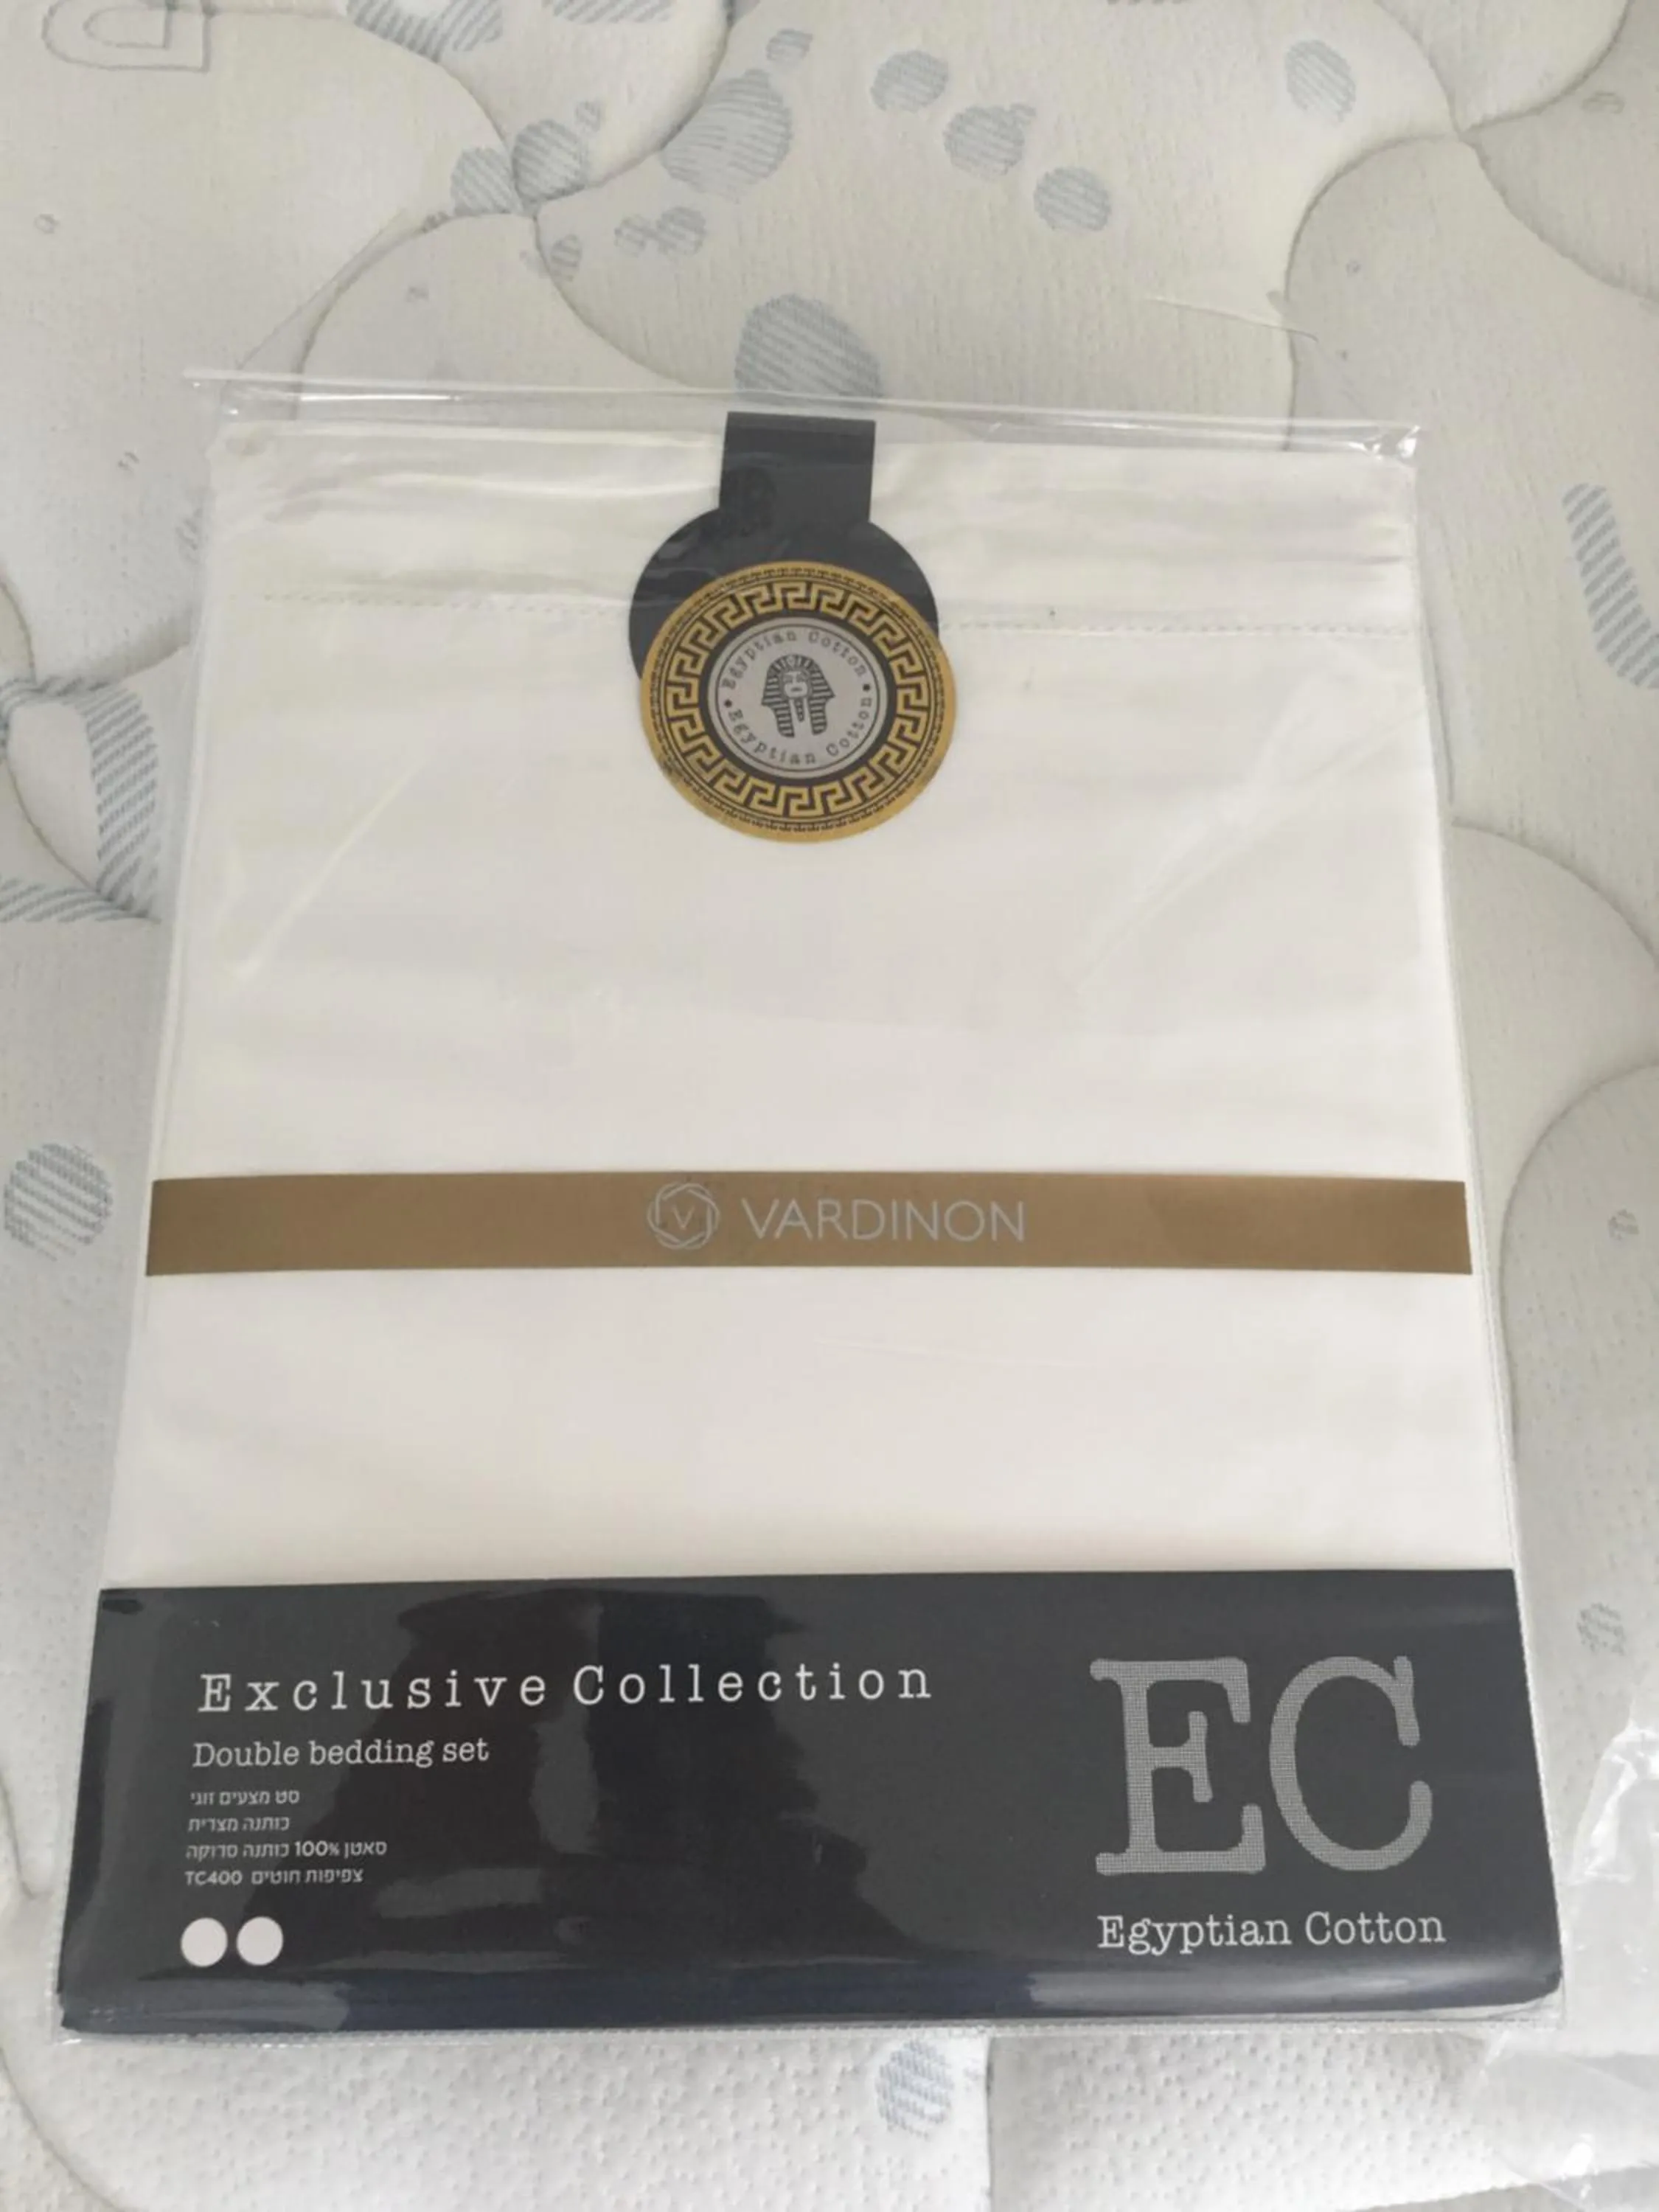 Egyptian Cotton
Egyptian Cotton
V VARDINON
Exclusive Collection
Double bedding set
סט מצעים זוגי
כותנה מצרית
סאטן 100% כותנה סרוקה
צפיפות חוטים TC400
EC
Egyptian Cotton